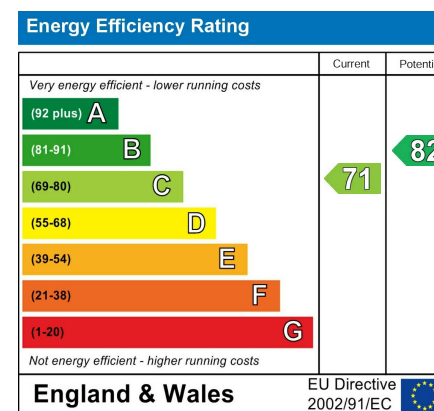 Energy Efficiency Rating
Current Potenti
Very energy efficient - lower running costs
(92 plus) A
(81-91) B
82
(69-80) C
71
(55-68) D
(39-54) E
(21-38) F
(1-20) G
Not energy efficient - higher running costs
England & Wales
EU Directive
2002/91/EC